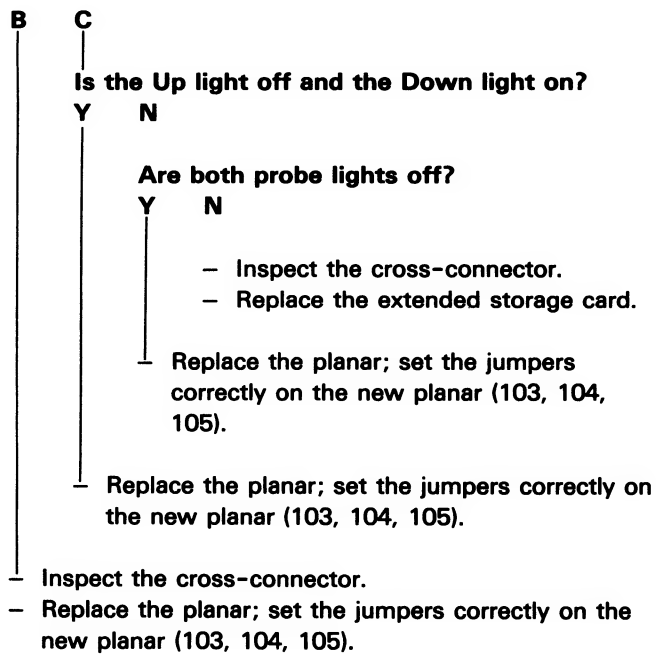 B C
Is the Up light off and the Down light on?
Y N
Are both probe lights off?
Y N
– Inspect the cross-connector.
– Replace the extended storage card.
– Replace the planar; set the jumpers
correctly on the new planar (103, 104,
105).
– Replace the planar; set the jumpers correctly on
the new planar (103, 104, 105).
– Inspect the cross-connector.
– Replace the planar; set the jumpers correctly on the
new planar (103, 104, 105).